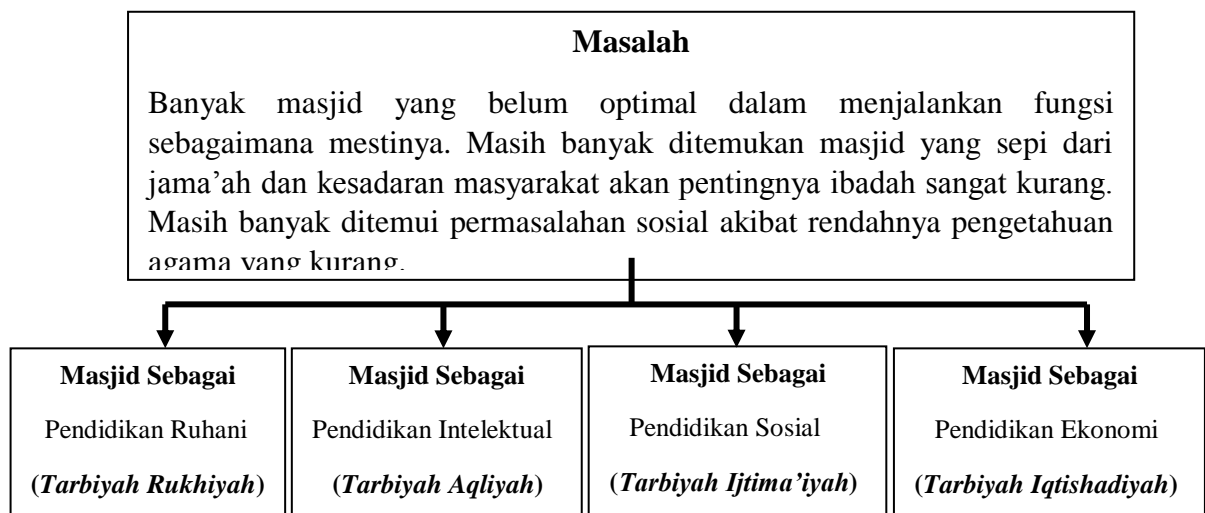 Masalah
Banyak masjid yang belum optimal dalam menjalankan fungsi
sebagaimana mestinya. Masih banyak ditemukan masjid yang sepi dari
jama’ah dan kesadaran masyarakat akan pentingnya ibadah sangat kurang.
Masih banyak ditemui permasalahan sosial akibat rendahnya pengetahuan
agama yang kurang.
Masjid Sebagai
Pendidikan Ruhani
(Tarbiyah Rukhiyah)
Masjid Sebagai
Pendidikan Intelektual
(Tarbiyah Aqliyah)
Masjid Sebagai
Pendidikan Sosial
(Tarbiyah Ijtima’iyah)
Masjid Sebagai
Pendidikan Ekonomi
(Tarbiyah Iqtishadiyah)